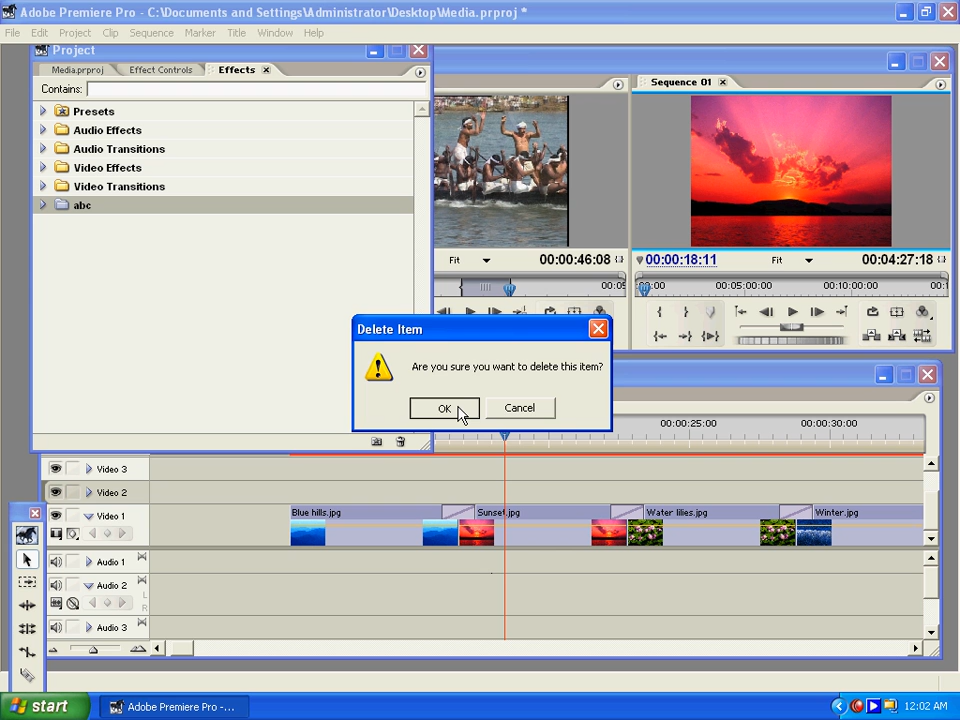 Adobe Premiere Pro - C:\Documents and Settings\Administrator\Desktop\Media.prproj *
File Edit Project Clip Sequence Marker Title Window Help
Project
Media.prproj Effect Controls Effects
Contains:
Presets
Audio Effects
Audio Transitions
Video Effects
Video Transitions
abc
Sequence 01
Fit 00:00:46:08
00:00:18:11 Fit 00:04:27:18
00:05:00:00 00:10:00:00
Delete Item
Are you sure you want to delete this item?
OK Cancel
00:00:25:00 00:00:30:00
Video 3
Video 2
Video 1
Blue hills.jpg Sunset.jpg Water lilies.jpg Winter.jpg
Audio 1
Audio 2
L
R
Audio 3
start Adobe Premiere Pro -... 12:02 AM